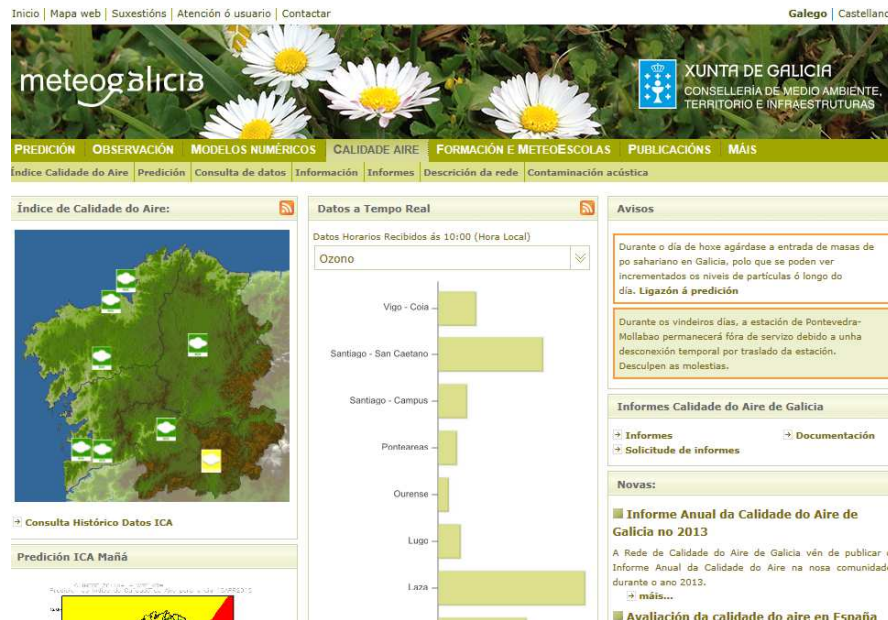 Inicio | Mapa web | Suxestións | Atención ó usuario | Contactar
Galego | Castellano
meteogalicia
XUNTA DE GALICIA
CONSELLERÍA DE MEDIO AMBIENTE,
TERRITORIO E INFRAESTRUTURAS
PREDICIÓN OBSERVACIÓN MODELOS NUMÉRICOS CALIDADE AIRE FORMACIÓN E METEOESCOLAS PUBLICACIÓNS MÁIS
Índice Calidade do Aire | Predición | Consulta de datos | Información | Informes | Descrición da rede | Contaminación acústica
Índice de Calidade do Aire:
Consulta Histórico Datos ICA
Predición ICA Mañá
Datos a Tempo Real
Datos Horarios Recibidos ás 10:00 (Hora Local)
Ozono
Vigo - Coia
Santiago - San Caetano
Santiago - Campus
Ponteareas
Ourense
Lugo
Laza
Avisos
Durante o día de hoxe agárdase a entrada de masas de
po sahariano en Galicia, polo que se poden ver
incrementados os niveis de partículas ó longo do
día. Ligazón á predición
Durante os vindeiros días, a estación de Pontevedra-
Mollabao permanecerá fóra de servizo debido a unha
desconexión temporal por traslado da estación.
Desculpen as molestias.
Informes Calidade do Aire de Galicia
Informes
Documentación
Solicitude de informes
Novas:
Informe Anual da Calidade do Aire de
Galicia no 2013
A Rede de Calidade do Aire de Galicia vén de publicar o
Informe Anual da Calidade do Aire na nosa comunidade
durante o ano 2013.
máis...
Avaliación da calidade do aire en España